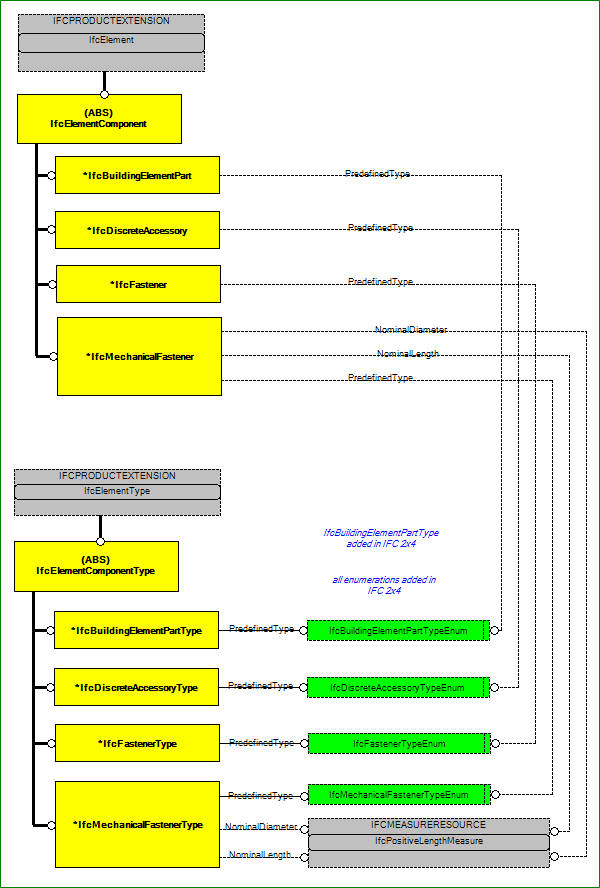 IFCPRODUCTEXTENSION
IfcElement
(ABS)
IfcElementComponent
*IfcBuildingElementPart
PredefinedType
*IfcDiscreteAccessory
PredefinedType
*IfcFastener
PredefinedType
NominalDiameter
*IfcMechanicalFastener
NominalLength
PredefinedType
IFCPRODUCTEXTENSION
IfcElementType
(ABS)
IfcElementComponentType
IfcBuildingElementPartType
added in IFC 2x4
all enumerations added in
IFC 2x4
*IfcBuildingElementPartType
PredefinedType
IfcBuildingElementPartTypeEnum
*IfcDiscreteAccessoryType
PredefinedType
IfcDiscreteAccessoryTypeEnum
*IfcFastenerType
PredefinedType
IfcFastenerTypeEnum
*IfcMechanicalFastenerType
PredefinedType
IfcMechanicalFastenerTypeEnum
NominalDiameter
IFCMEASURERESOURCE
IfcPositiveLengthMeasure
NominalLength